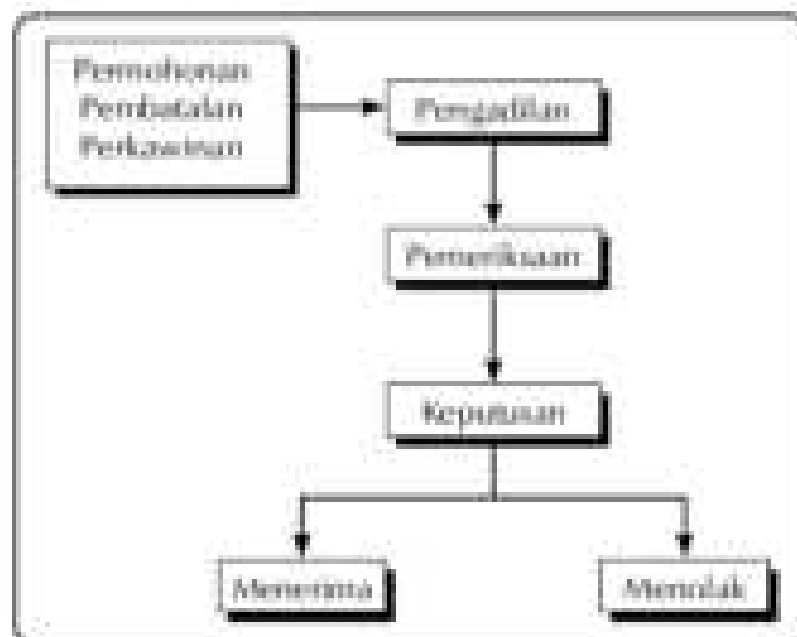 Permohonan
Pembatalan
Perkawinan
Pengadilan
Pemeriksaan
Keputusan
Menerima
Menolak